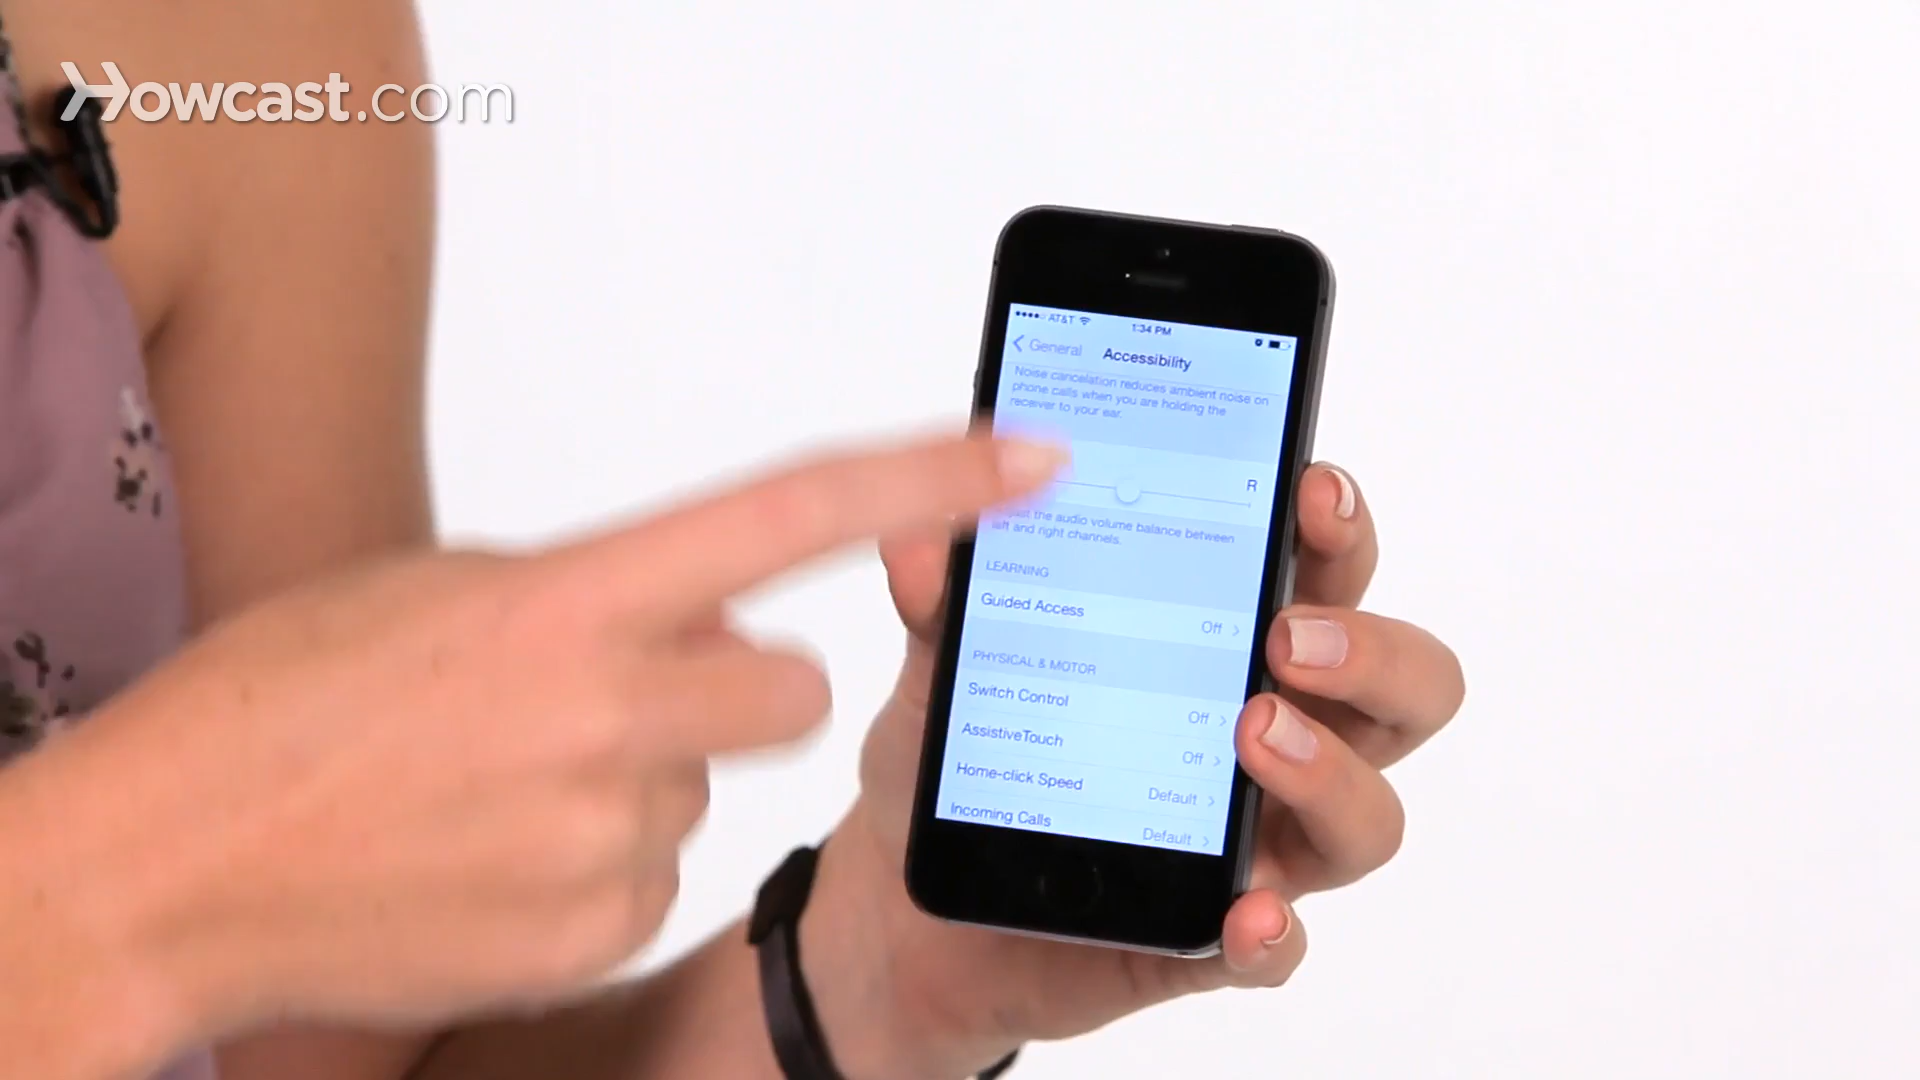 Howcast.com
AT&T 1:34 PM
General Accessibility
Noise cancelation reduces ambient noise on
phone calls when you are holding the
receiver to your ear.
R
the audio volume balance between
left and right channels.
LEARNING
Guided Access Off
PHYSICAL & MOTOR
Switch Control Off
AssistiveTouch Off
Home-click Speed Default
Incoming Calls Default